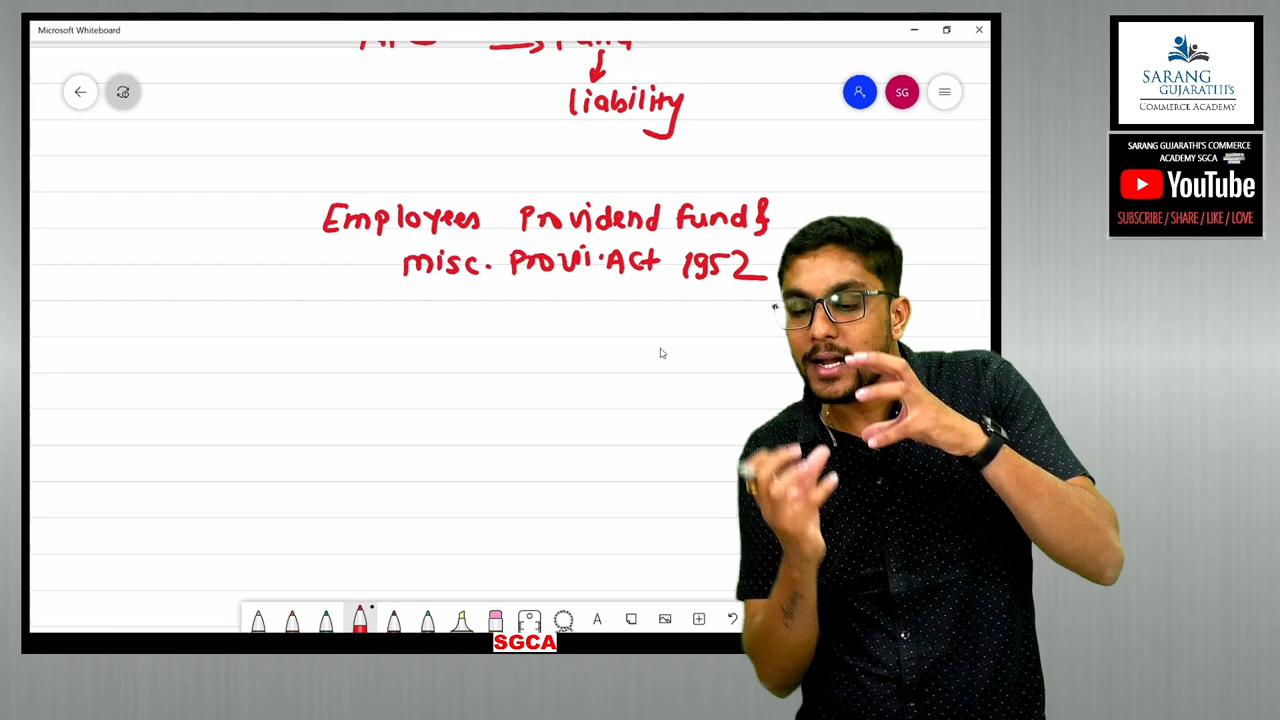 Microsoft Whiteboard
liability
Employees Providend Fund &
misc. Provi. Act 1952
SG
SARANG
GUJARATHI'S
COMMERCE ACADEMY
SARANG GUJARATHI'S COMMERCE
ACADEMY SGCA
YouTube
SUBSCRIBE / SHARE / LIKE / LOVE
A
SGCA